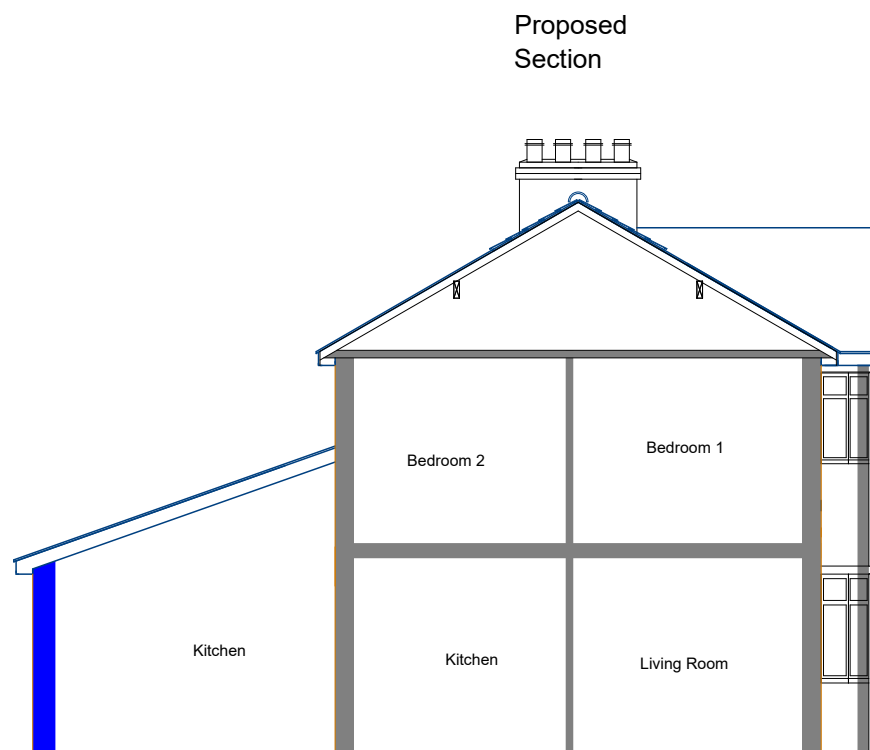 Proposed
Section
Bedroom 2
Bedroom 1
Kitchen
Kitchen
Living Room